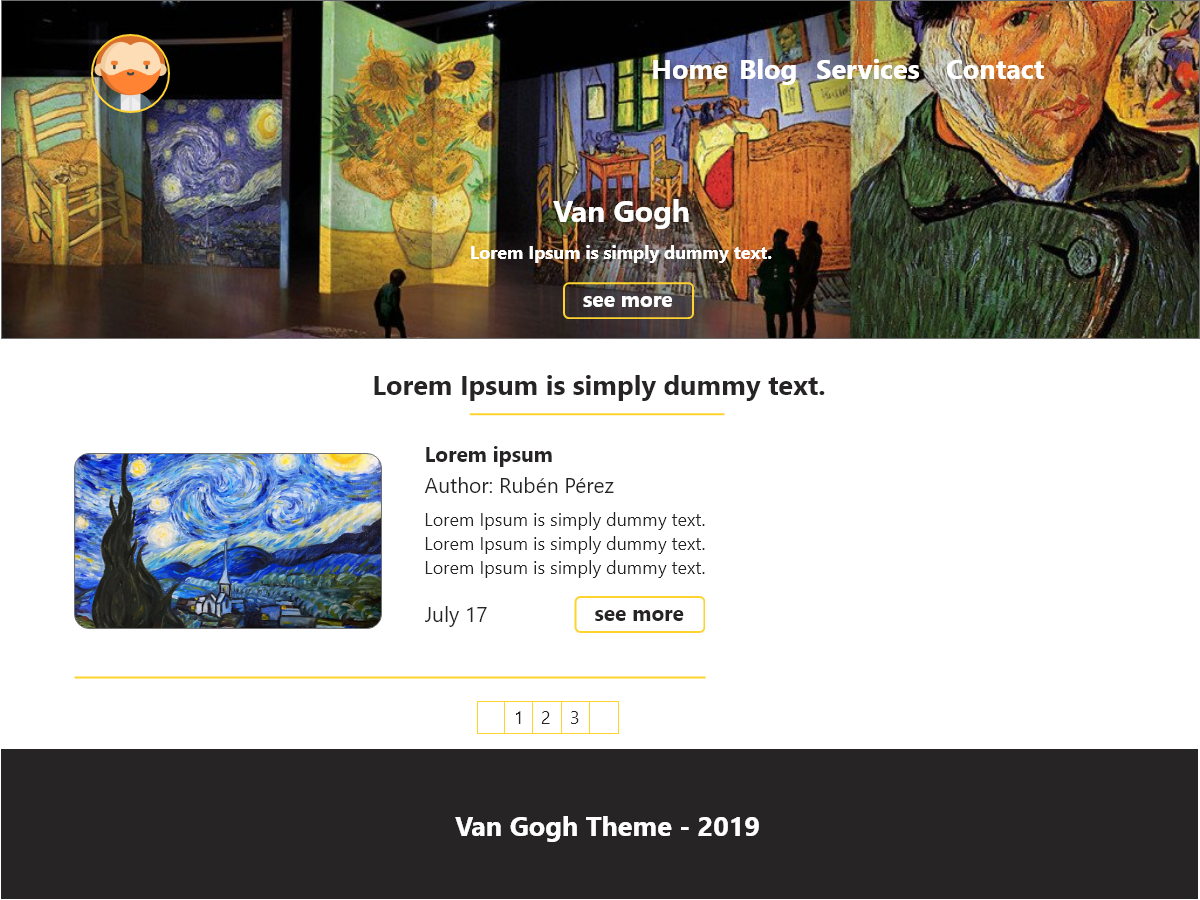 Home Blog Services Contact
Van Gogh
Lorem Ipsum is simply dummy text.
see more
Lorem Ipsum is simply dummy text.
Lorem ipsum
Author: Rubén Pérez
Lorem Ipsum is simply dummy text.
Lorem Ipsum is simply dummy text.
Lorem Ipsum is simply dummy text.
July 17 see more
1 2 3
Van Gogh Theme - 2019